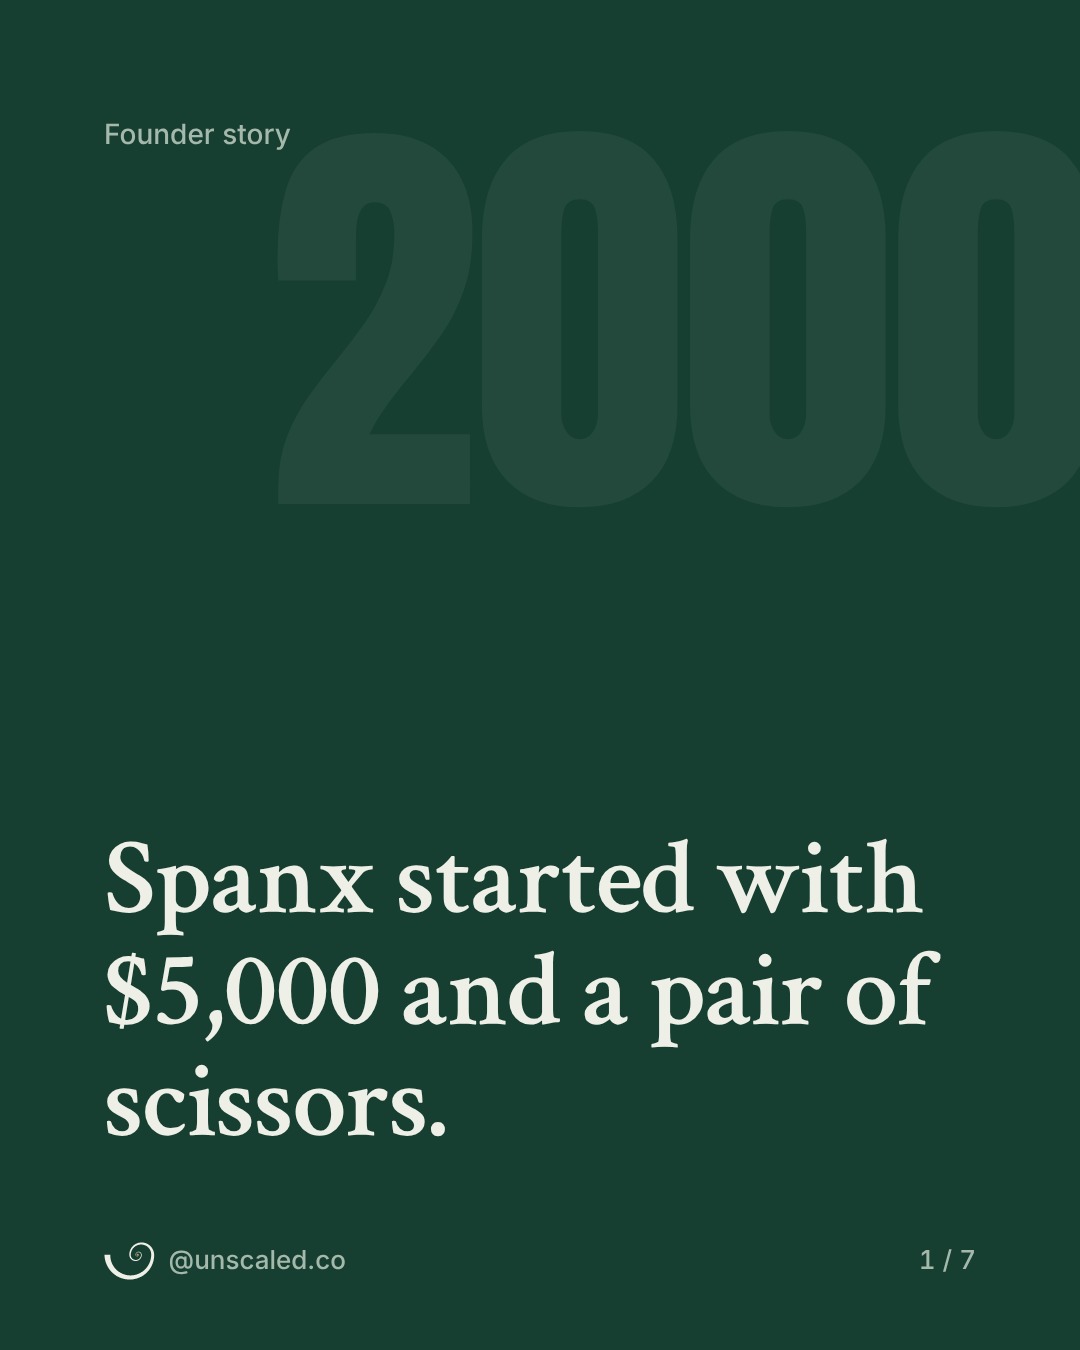 Founder story
2000
Spanx started with
$5,000 and a pair of
scissors.
@unscaled.co
1 / 7